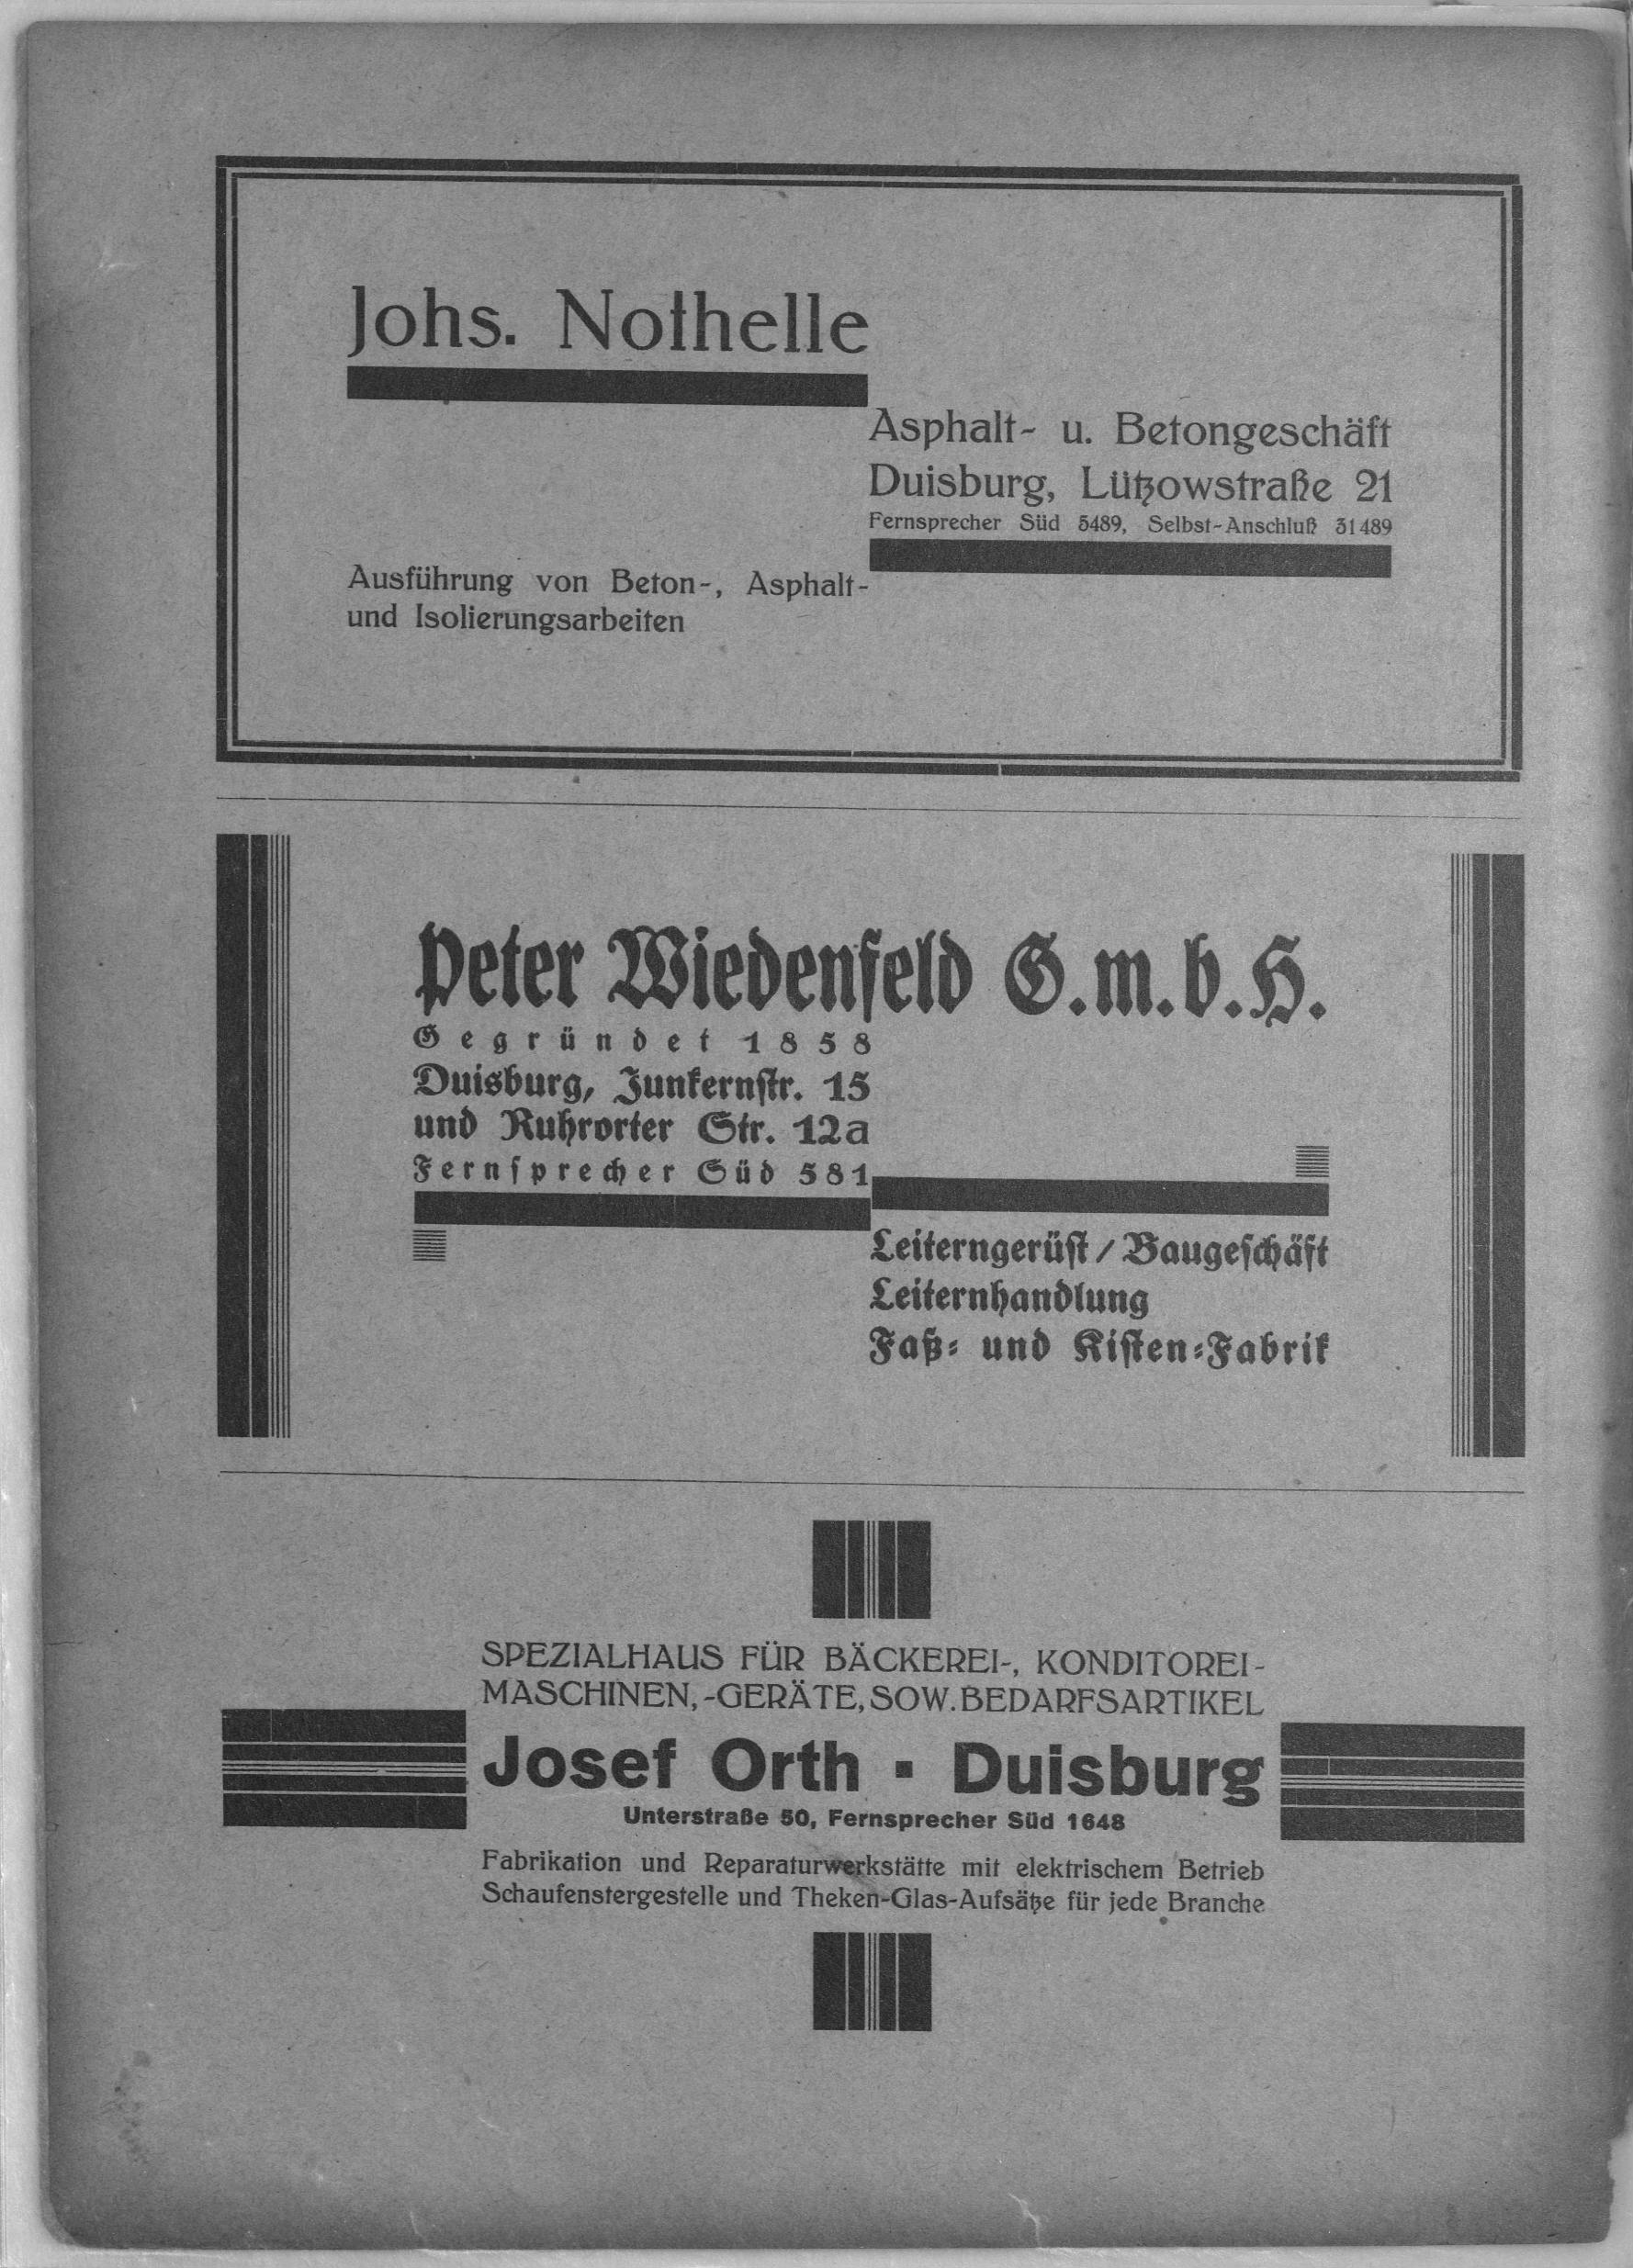 Johs. Nothelle
Asphalt- u. Betongeschäft
Duisburg, Lützowstraße 21
Fernsprecher Süd 5489, Selbst-Anschluß 31489
Ausführung von Beton-, Asphalt-
und Isolierungsarbeiten
Peter Wiedenfeld G.m.b.H.
Gegründet 1858
Duisburg, Junkernſtr. 15
und Ruhrorter Str. 12a
Fernſprecher Süd 581
Leiterngerüſt / Baugeſchäft
Leiternhandlung
Faß- und Kiſten-Fabrik
SPEZIALHAUS FÜR BÄCKEREI-, KONDITOREI-
MASCHINEN, -GERÄTE, SOW. BEDARFSARTIKEL
Josef Orth ▪ Duisburg
Unterstraße 50, Fernsprecher Süd 1648
Fabrikation und Reparaturwerkstätte mit elektrischem Betrieb
Schaufenstergestelle und Theken-Glas-Aufsätze für jede Branche